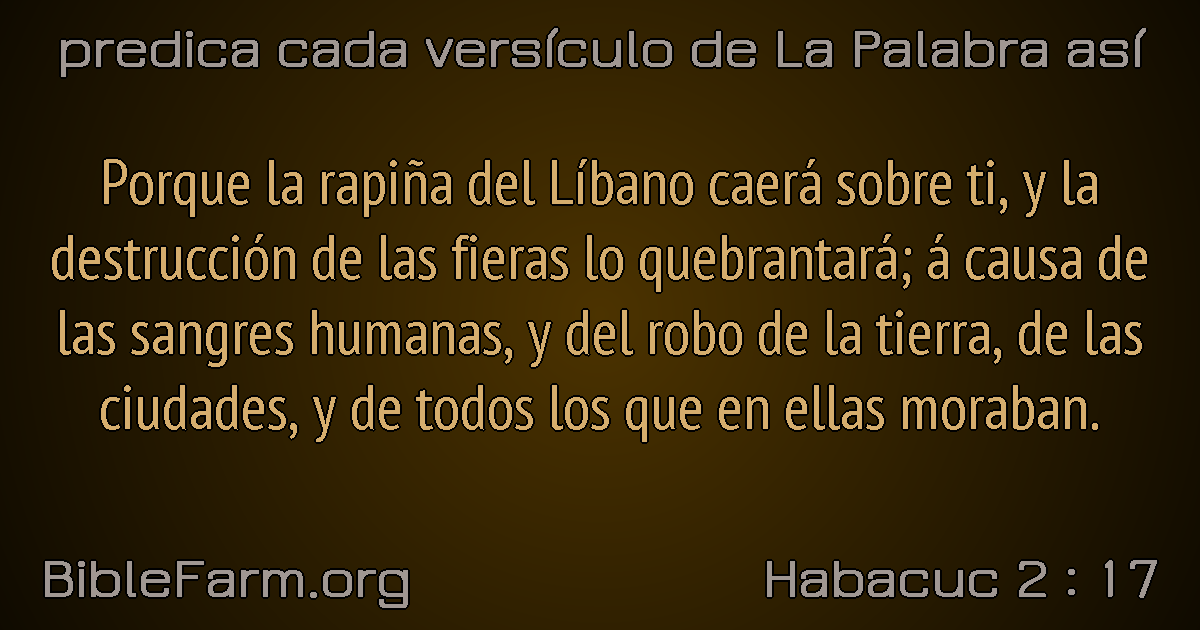 predica cada versículo de La Palabra así
Porque la rapiña del Líbano caerá sobre ti, y la
destrucción de las fieras lo quebrantará; á causa de
las sangres humanas, y del robo de la tierra, de las
ciudades, y de todos los que en ellas moraban.
BibleFarm.org
Habacuc 2 : 17